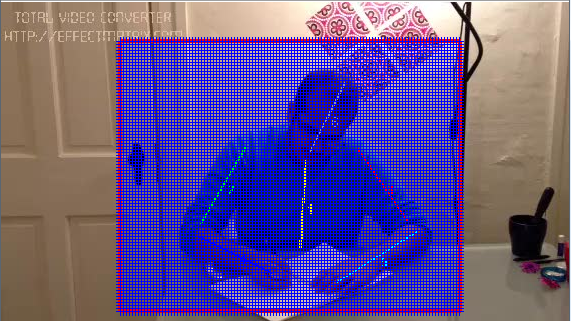 TOTAL VIDEO CONVERTER
HTTP://EFFECTMATRIX.COM